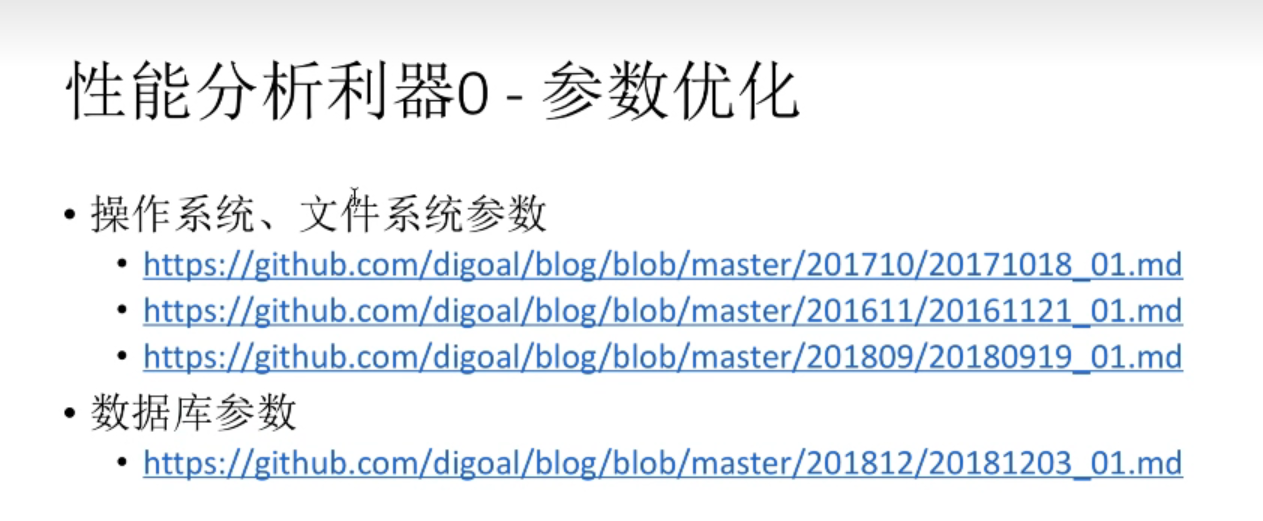 性能分析利器0 - 参数优化
• 操作系统、文件系统参数
• https://github.com/digoal/blog/blob/master/201710/20171018_01.md
• https://github.com/digoal/blog/blob/master/201611/20161121_01.md
• https://github.com/digoal/blog/blob/master/201809/20180919_01.md
• 数据库参数
• https://github.com/digoal/blog/blob/master/201812/20181203_01.md